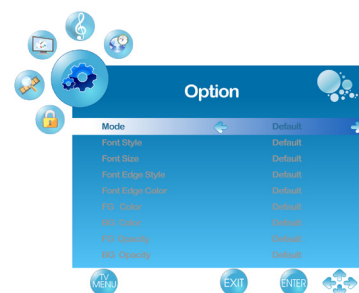 Option
Mode Default
Font Style Default
Font Size Default
Font Edge Style Default
Font Edge Color Default
FG Color Default
BG Color Default
FG Opacity Default
BG Opacity Default
TV MENU EXIT ENTER